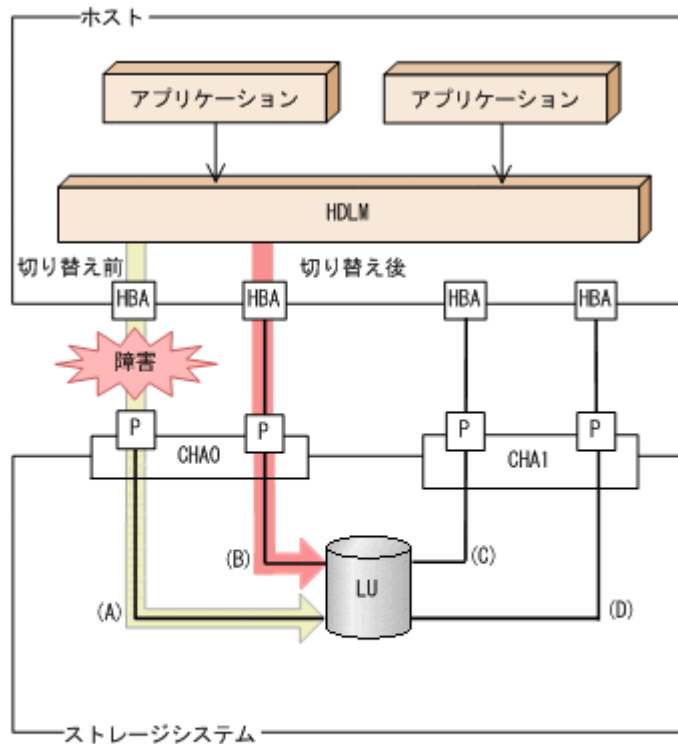 ホスト
アプリケーション
アプリケーション
HDLM
切り替え前
切り替え後
HBA
HBA
HBA
HBA
障害
P
P
P
P
CHA0
CHA1
(B)
(C)
LU
(A)
(D)
ストレージシステム